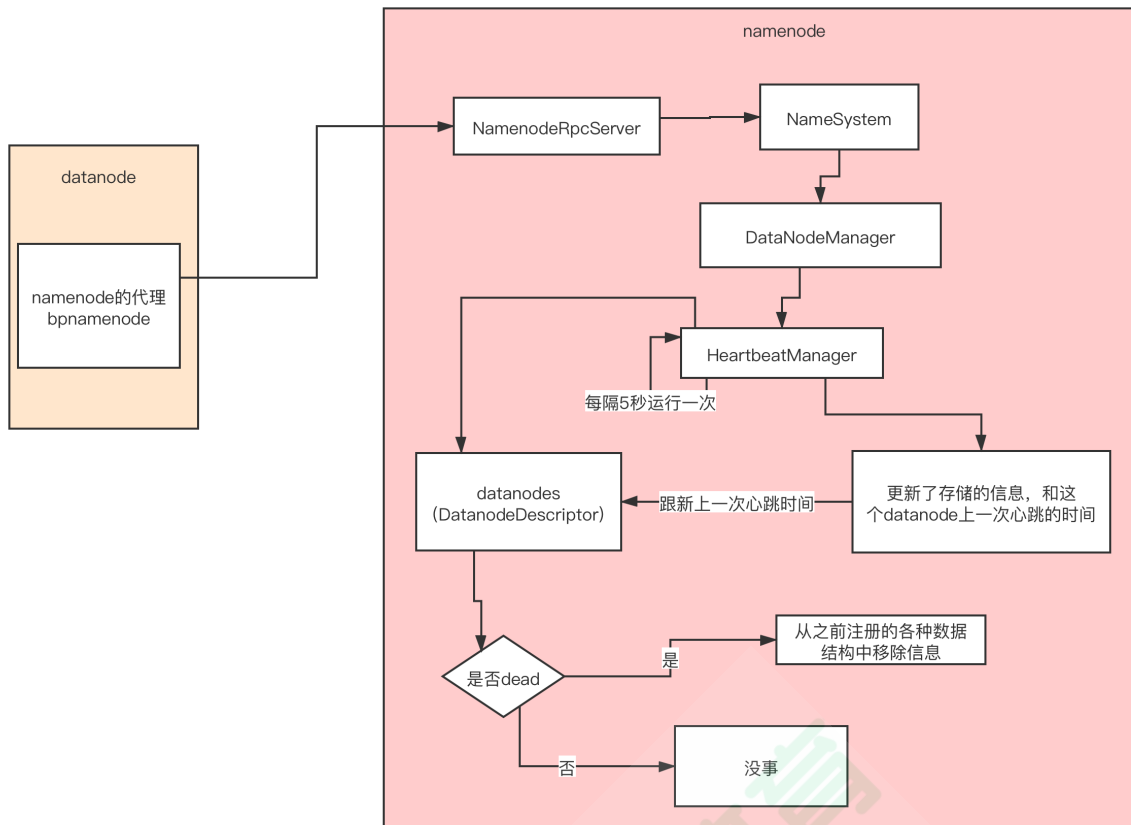 namenode
NamenodeRpcServer
NameSystem
datanode
DataNodeManager
namenode的代理
bpnamenode
HeartbeatManager
每隔5秒运行一次
datanodes
(DatanodeDescriptor)
跟新上一次心跳时间
更新了存储的信息，和这
个datanode上一次心跳的时间
是否dead
是
从之前注册的各种数据
结构中移除信息
否
没事
育